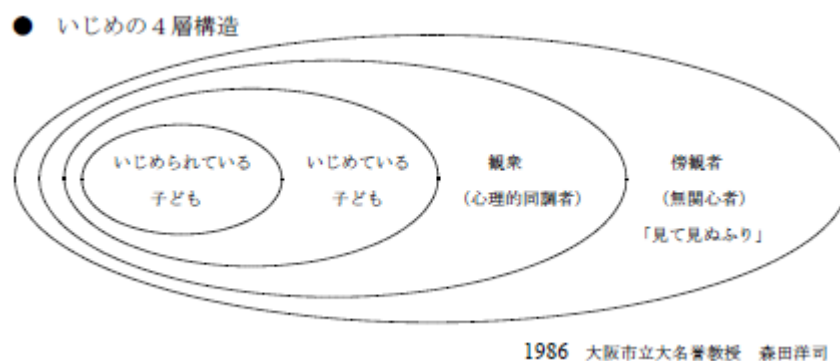 ● いじめの4層構造
いじめられている
子ども
いじめている
子ども
観衆
(心理的同調者)
傍観者
(無関心者)
「見て見ぬふり」
1986 大阪市立大名誉教授 森田洋司